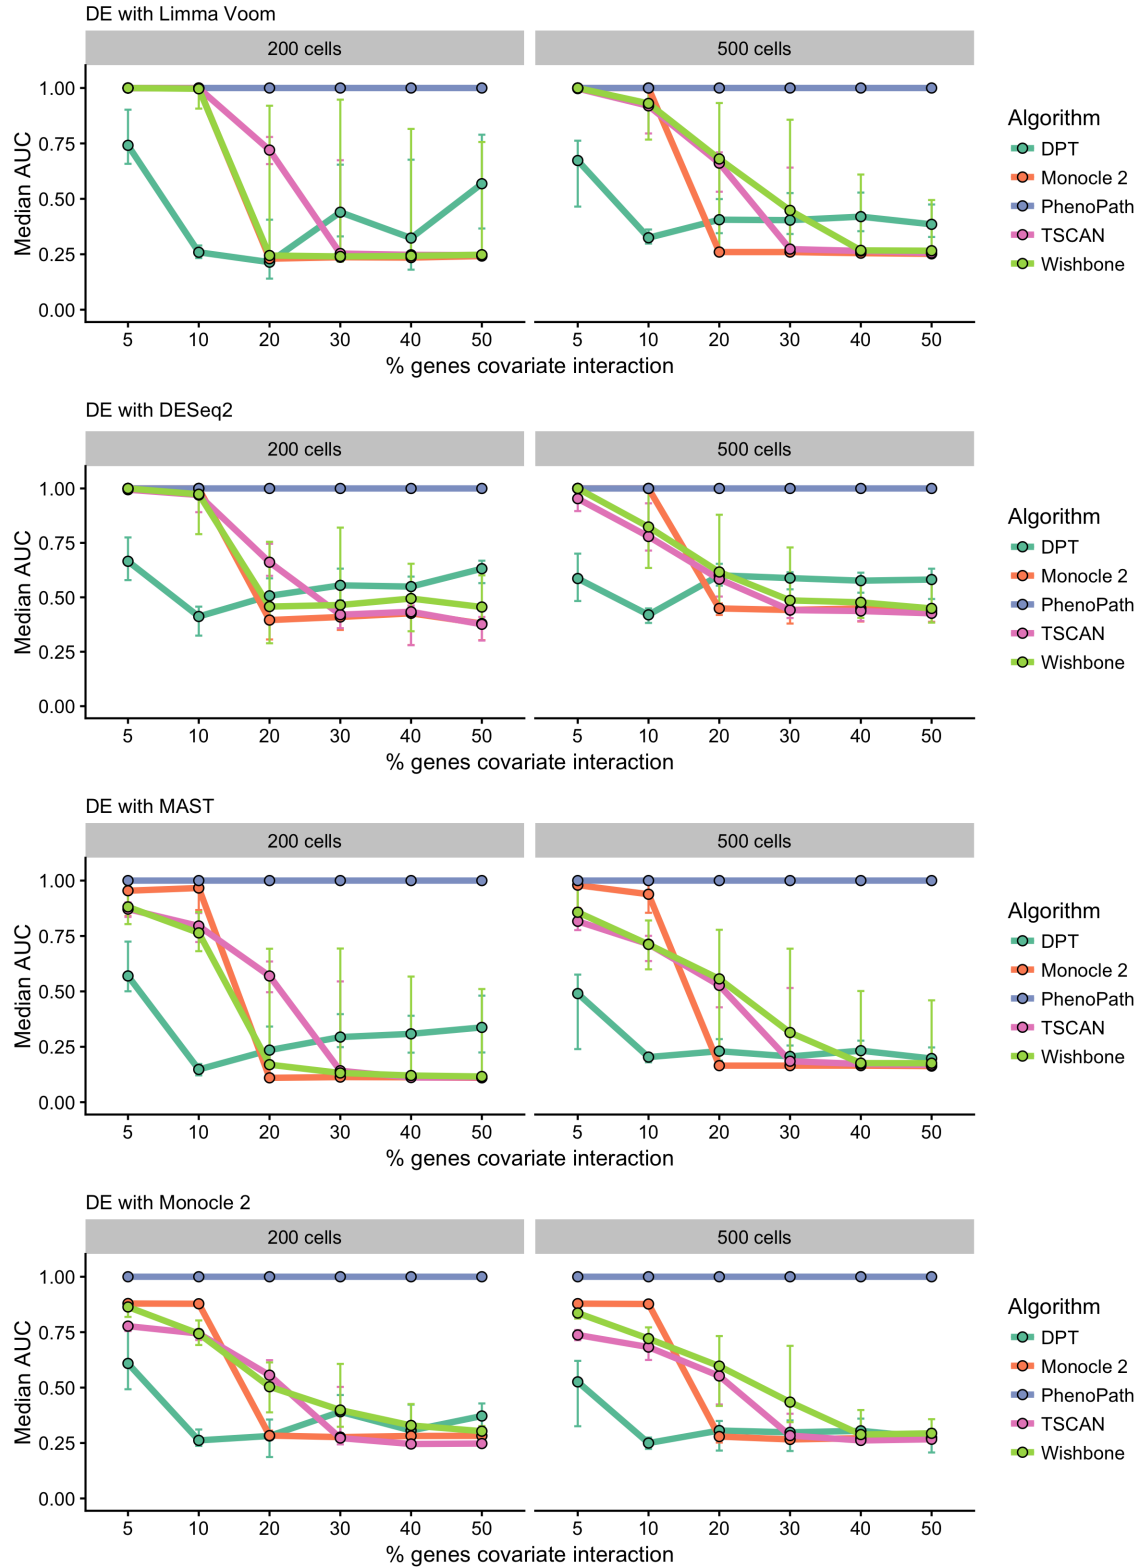 DE with Limma Voom
200 cells 500 cells
1.00
0.75
0.50
0.25
0.00
Median AUC
5 10 20 30 40 50 5 10 20 30 40 50
% genes covariate interaction
Algorithm
DPT
Monocle 2
PhenoPath
TSCAN
Wishbone
DE with DESeq2
200 cells 500 cells
1.00
0.75
0.50
0.25
0.00
Median AUC
5 10 20 30 40 50 5 10 20 30 40 50
% genes covariate interaction
Algorithm
DPT
Monocle 2
PhenoPath
TSCAN
Wishbone
DE with MAST
200 cells 500 cells
1.00
0.75
0.50
0.25
0.00
Median AUC
5 10 20 30 40 50 5 10 20 30 40 50
% genes covariate interaction
Algorithm
DPT
Monocle 2
PhenoPath
TSCAN
Wishbone
DE with Monocle 2
200 cells 500 cells
1.00
0.75
0.50
0.25
0.00
Median AUC
5 10 20 30 40 50 5 10 20 30 40 50
% genes covariate interaction
Algorithm
DPT
Monocle 2
PhenoPath
TSCAN
Wishbone